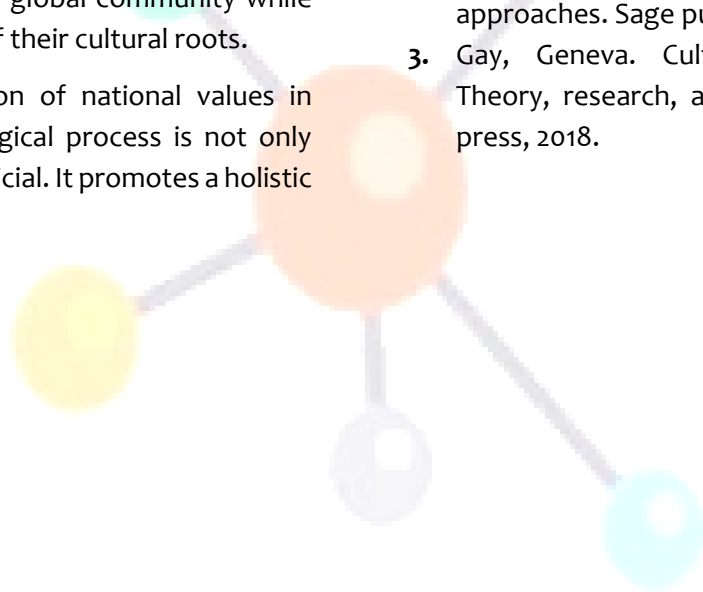 global community while
f their cultural roots.
on of national values in
gical process is not only
cial. It promotes a holistic
approaches. Sage pu
3. Gay, Geneva. Cul
Theory, research, a
press, 2018.